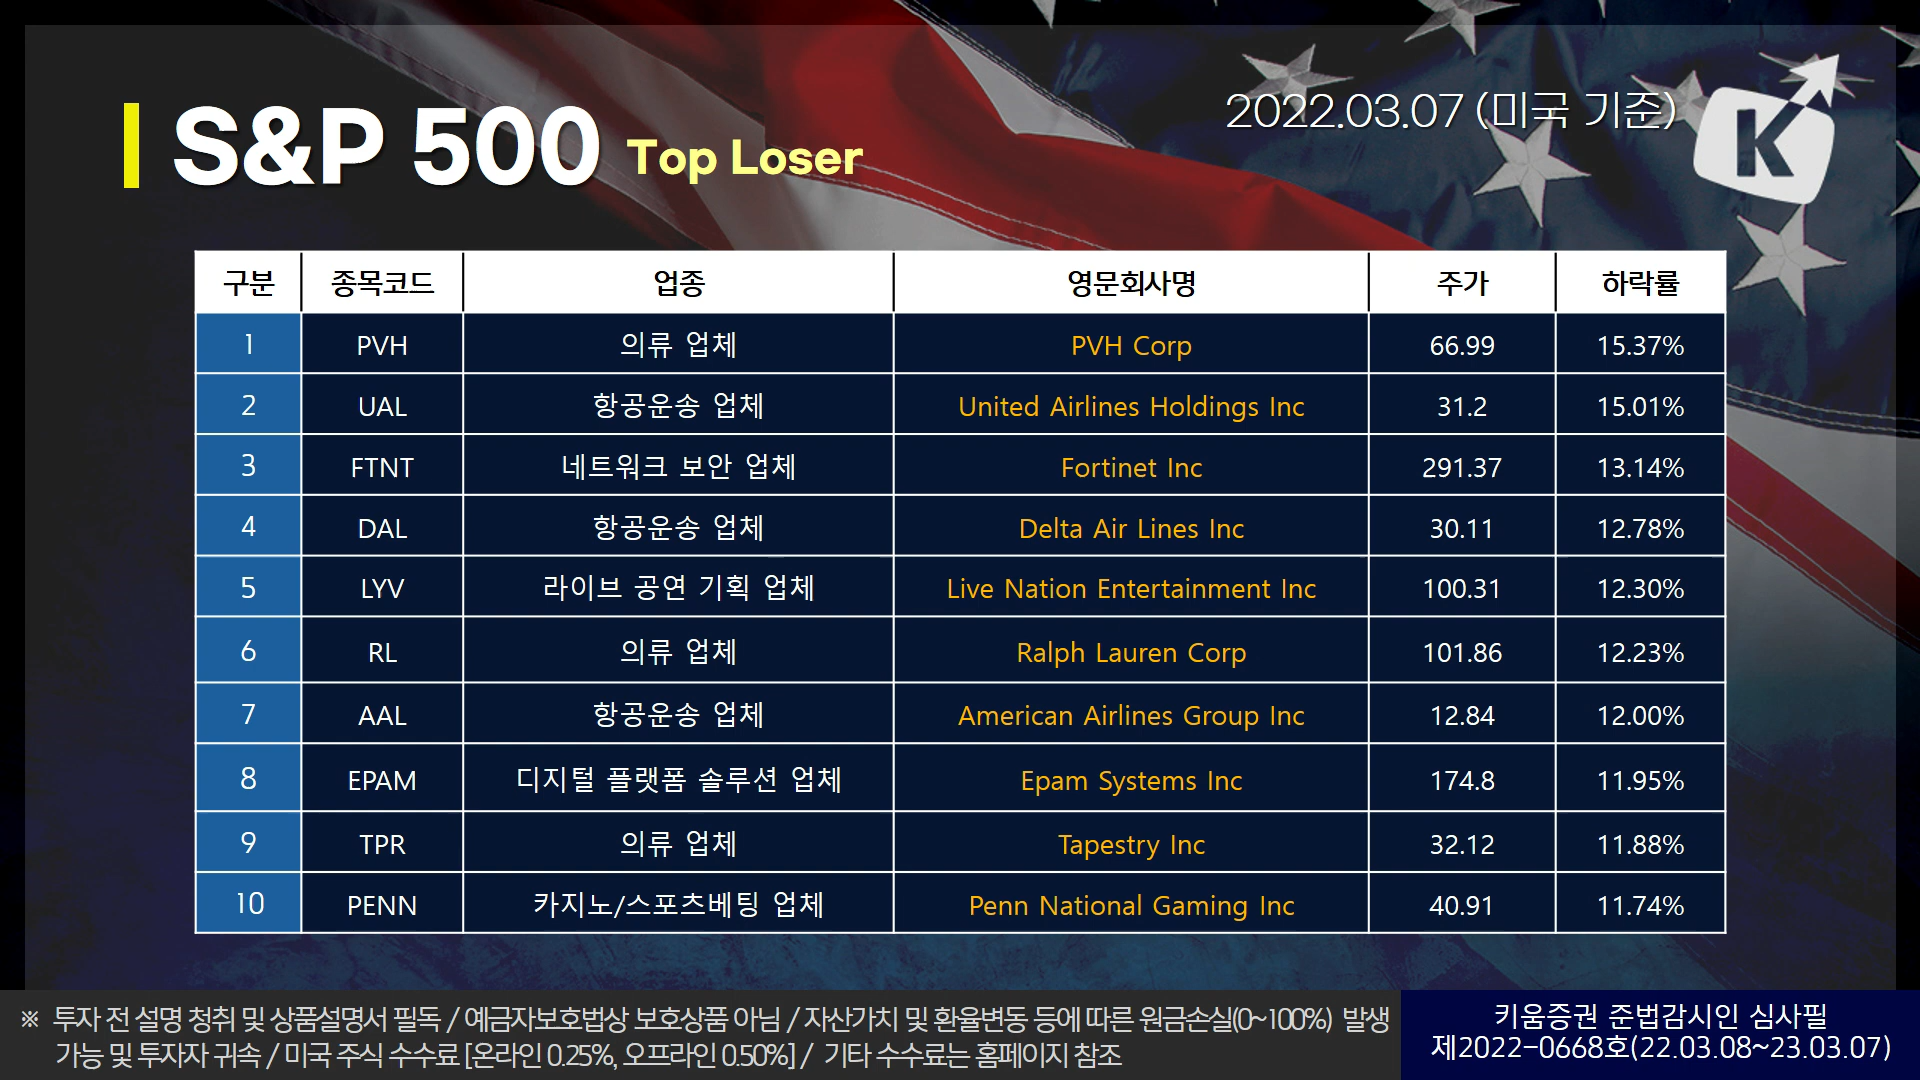 S&P 500 Top Loser
2022.03.07 (미국 기준)
K
구분 종목코드 업종 영문회사명 주가 하락률
1 PVH 의류 업체 PVH Corp 66.99 15.37%
2 UAL 항공운송 업체 United Airlines Holdings Inc 31.2 15.01%
3 FTNT 네트워크 보안 업체 Fortinet Inc 291.37 13.14%
4 DAL 항공운송 업체 Delta Air Lines Inc 30.11 12.78%
5 LYV 라이브 공연 기획 업체 Live Nation Entertainment Inc 100.31 12.30%
6 RL 의류 업체 Ralph Lauren Corp 101.86 12.23%
7 AAL 항공운송 업체 American Airlines Group Inc 12.84 12.00%
8 EPAM 디지털 플랫폼 솔루션 업체 Epam Systems Inc 174.8 11.95%
9 TPR 의류 업체 Tapestry Inc 32.12 11.88%
10 PENN 카지노/스포츠베팅 업체 Penn National Gaming Inc 40.91 11.74%
※ 투자 전 설명 청취 및 상품설명서 필독 / 예금자보호법상 보호상품 아님 / 자산가치 및 환율변동 등에 따른 원금손실(0~100%) 발생
가능 및 투자자 귀속 / 미국 주식 수수료 [온라인 0.25%, 오프라인 0.50%] / 기타 수수료는 홈페이지 참조
키움증권 준법감시인 심사필
제2022-0668호(22.03.08~23.03.07)